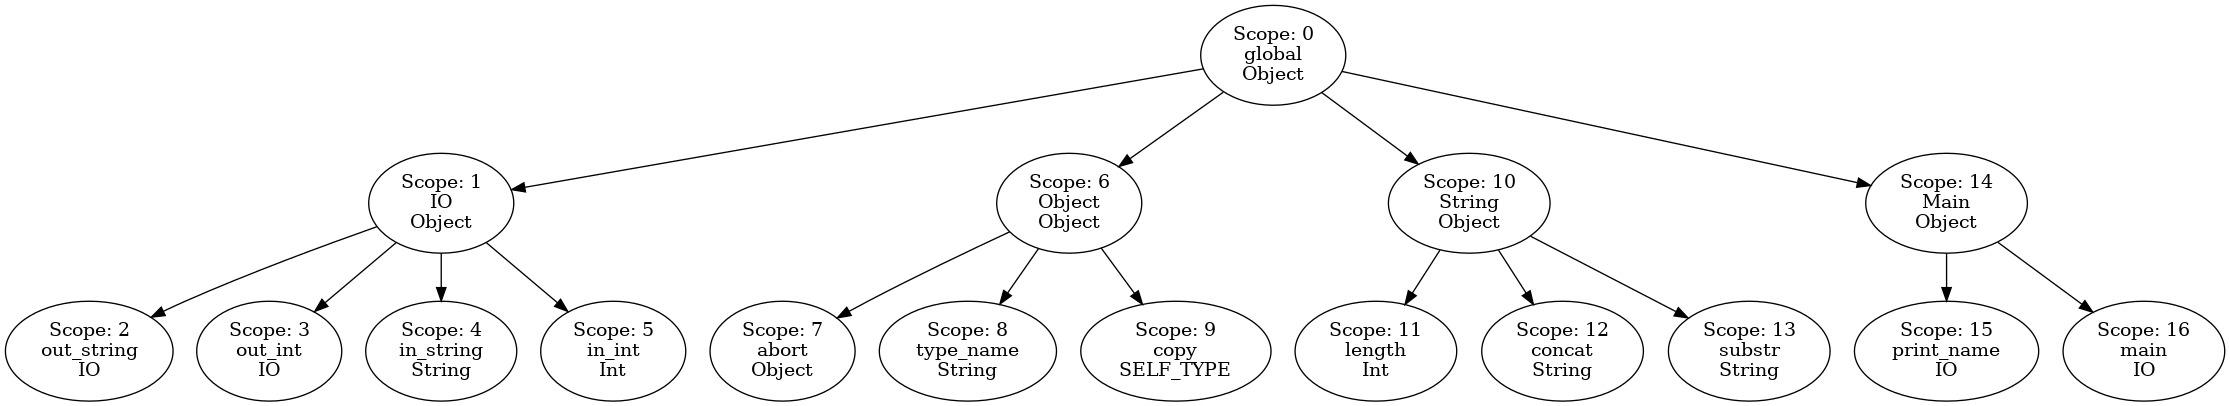 Scope: 0
global
Object
Scope: 1
IO
Object
Scope: 6
Object
Object
Scope: 10
String
Object
Scope: 14
Main
Object
Scope: 2
out_string
IO
Scope: 3
out_int
IO
Scope: 4
in_string
String
Scope: 5
in_int
Int
Scope: 7
abort
Object
Scope: 8
type_name
String
Scope: 9
copy
SELF_TYPE
Scope: 11
length
Int
Scope: 12
concat
String
Scope: 13
substr
String
Scope: 15
print_name
IO
Scope: 16
main
IO